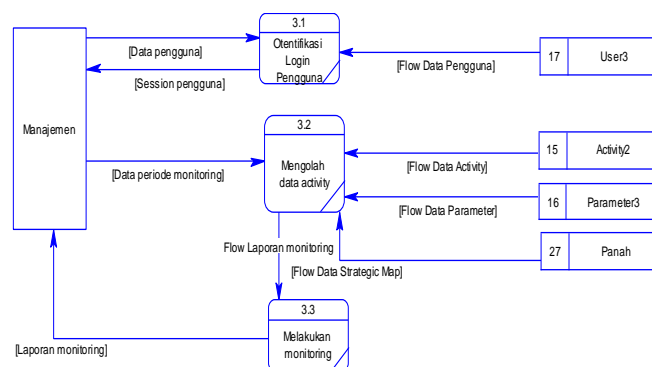 3.1
Otentifikasi
Login
Pengguna
[Data pengguna]
[Session pengguna]
[Flow Data Pengguna]
17 User3
Manajemen
3.2
Mengolah
data activity
[Data periode monitoring]
[Flow Data Activity]
15 Activity2
[Flow Data Parameter]
16 Parameter3
27 Panah
Flow Laporan monitoring
[Flow Data Strategic Map]
3.3
Melakukan
monitoring
[Laporan monitoring]